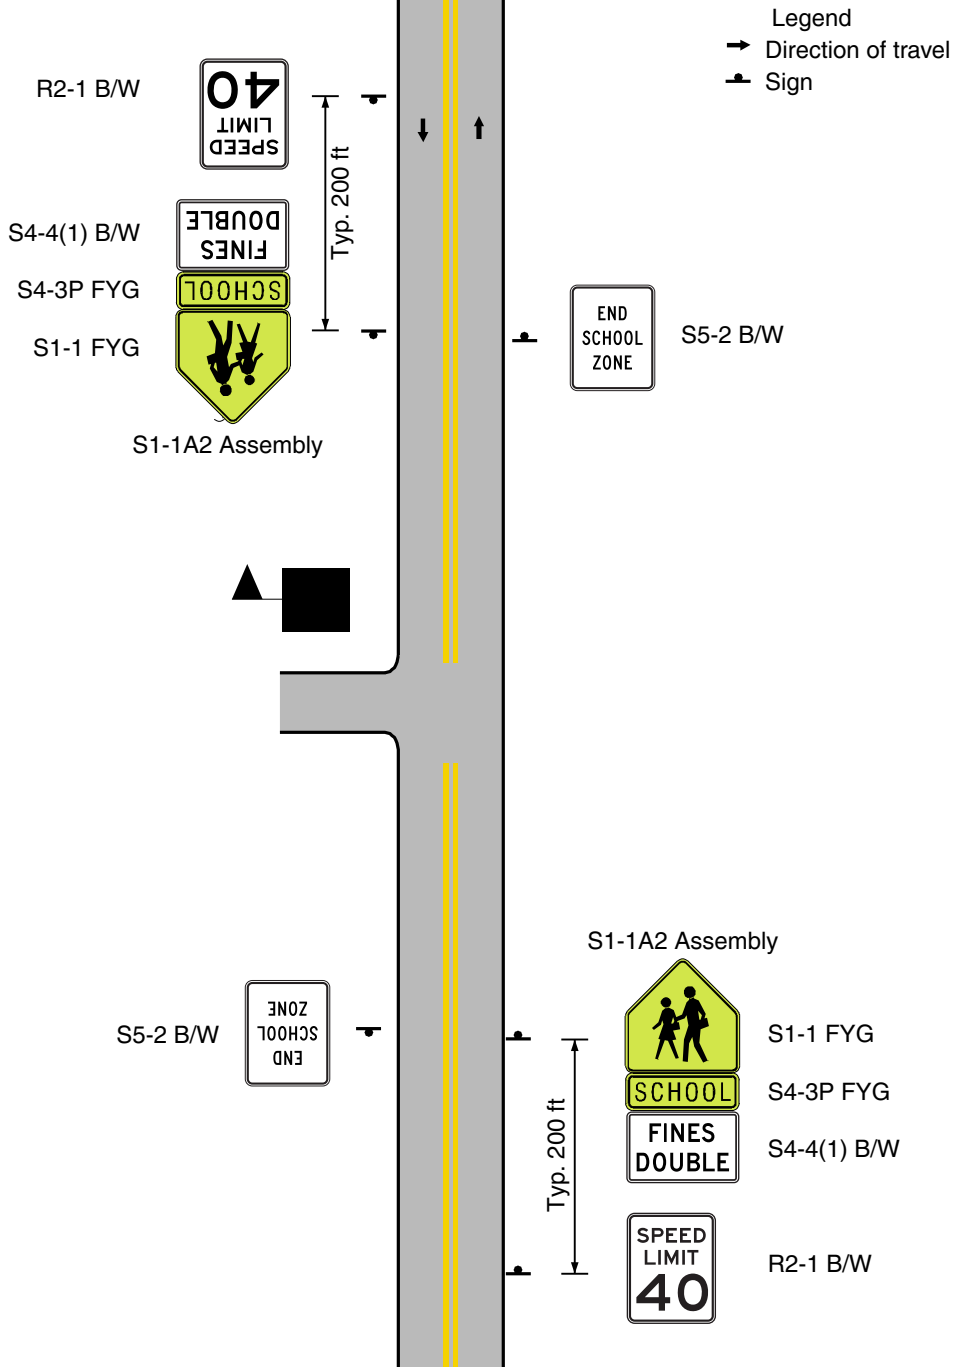 Legend
Direction of travel
Sign
R2-1 B/W
40
LIMIT
SPEED
Typ. 200 ft
S4-4(1) B/W
DOUBLE
FINES
S4-3P FYG
SCHOOL
S1-1 FYG
S1-1A2 Assembly
END
SCHOOL
ZONE
S5-2 B/W
S1-1A2 Assembly
S5-2 B/W
ZONE
SCHOOL
END
S1-1 FYG
SCHOOL
S4-3P FYG
FINES
DOUBLE
S4-4(1) B/W
Typ. 200 ft
SPEED
LIMIT
40
R2-1 B/W